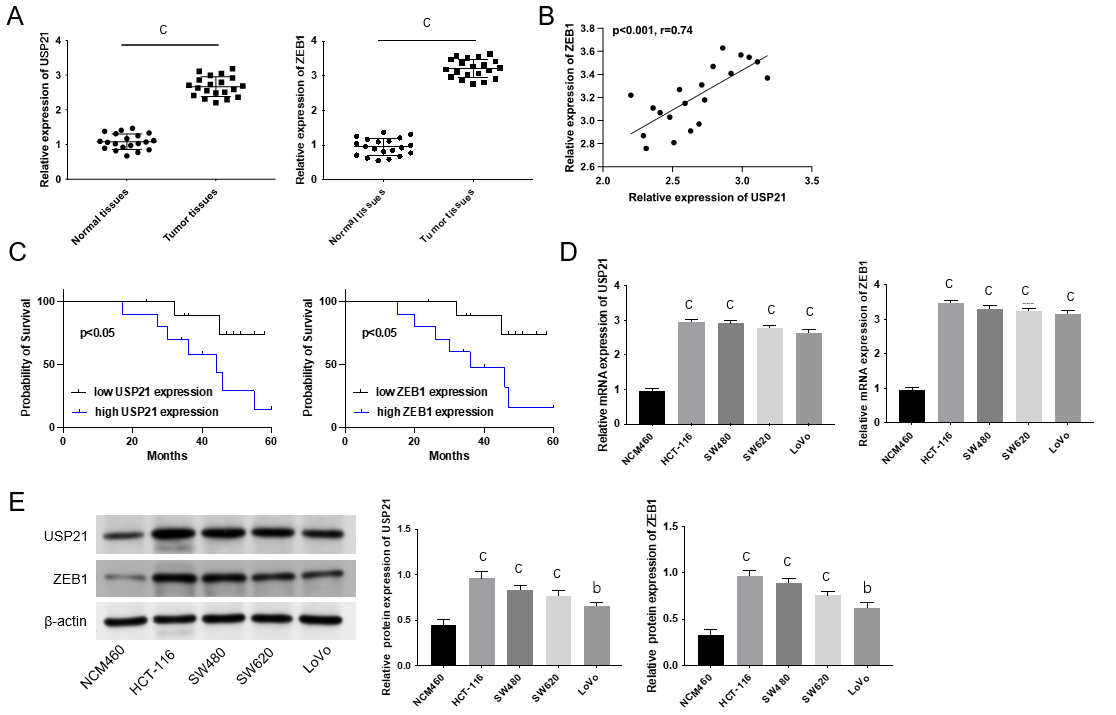 A
Relative expression of USP21
4
3
2
1
0
C
Normal tissues
Tumor tissues
Relative expression of ZEB1
4
3
2
1
0
C
Normal tissues
Tumor tissues
B
Relative expression of ZEB1
3.8
3.6
3.4
3.2
3.0
2.8
2.6
p<0.001, r=0.74
2.0
2.5
3.0
3.5
Relative expression of USP21
C
Probability of Survival
100
50
0
p<0.05
low USP21 expression
high USP21 expression
0
20
40
60
Months
Probability of Survival
100
50
0
p<0.05
low ZEB1 expression
high ZEB1 expression
0
20
40
60
Months
D
Relative mRNA expression of USP21
4
3
2
1
0
C
C
C
C
NCM460
HCT-116
SW480
SW620
LoVo
Relative mRNA expression of ZEB1
4
3
2
1
0
C
C
C
C
NCM460
HCT-116
SW480
SW620
LoVo
E
USP21
ZEB1
β-actin
NCM460
HCT-116
SW480
SW620
LoVo
Relative protein expression of USP21
1.5
1.0
0.5
0.0
C
C
C
b
NCM460
HCT-116
SW480
SW620
LoVo
Relative protein expression of ZEB1
1.5
1.0
0.5
0.0
C
C
C
b
NCM460
HCT-116
SW480
SW620
LoVo